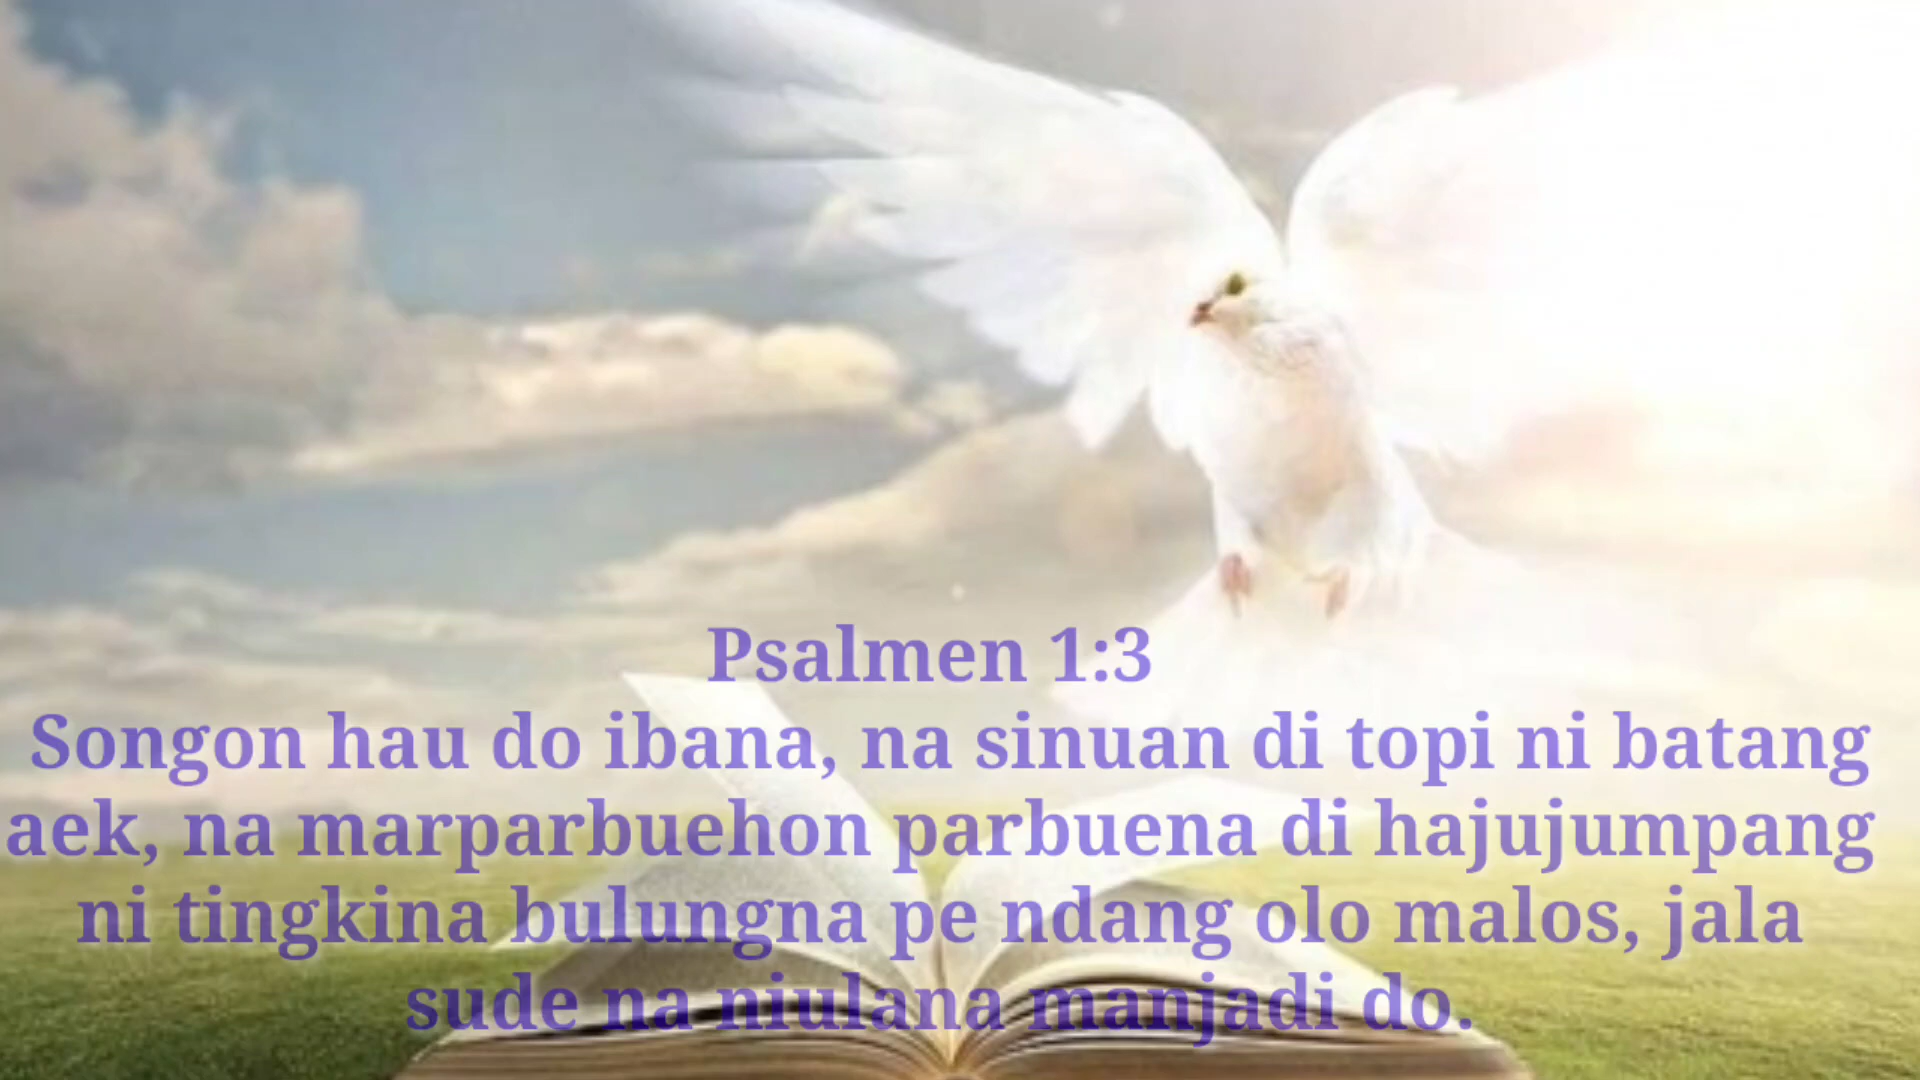 Psalmen 1:3
Songon hau do ibana, na sinuan di topi ni batang
aek, na marparbuehon parbuena di hajujumpang
ni tingkina bulungna pe ndang olo malos, jala
sude na niulana manjadi do.